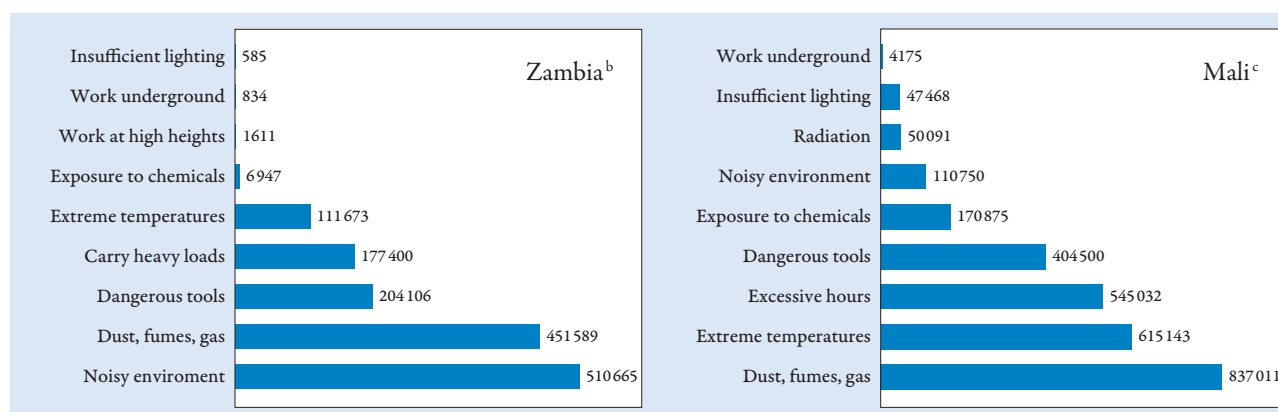 Zambia b
Insufficient lighting 585
Work underground 834
Work at high heights 1611
Exposure to chemicals 6947
Extreme temperatures 111673
Carry heavy loads 177400
Dangerous tools 204106
Dust, fumes, gas 451589
Noisy enviroment 510665
Mali c
Work underground 4175
Insufficient lighting 47468
Radiation 50091
Noisy environment 110750
Exposure to chemicals 170875
Dangerous tools 404500
Excessive hours 545032
Extreme temperatures 615143
Dust, fumes, gas 837011